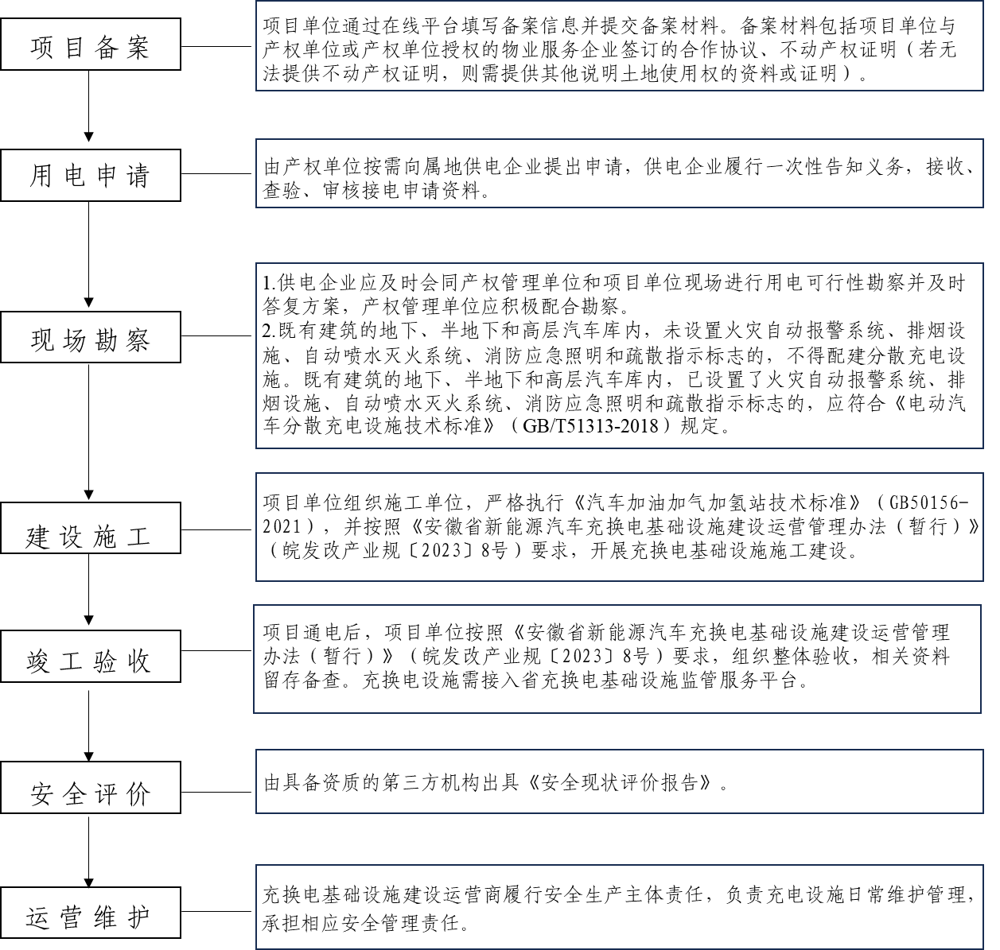 项目备案
项目单位通过在线平台填写备案信息并提交备案材料。备案材料包括项目单位与
产权单位或产权单位授权的物业服务企业签订的合作协议、不动产权证明（若无
法提供不动产权证明，则需提供其他说明土地使用权的资料或证明）。
用电申请
由产权单位按需向属地供电企业提出申请，供电企业履行一次性告知义务，接收、
查验、审核接电申请资料。
现场勘察
1.供电企业应及时会同产权管理单位和项目单位现场进行用电可行性勘察并及时
答复方案，产权管理单位应积极配合勘察。
2.既有建筑的地下、半地下和高层汽车库内，未设置火灾自动报警系统、排烟设
施、自动喷水灭火系统、消防应急照明和疏散指示标志的，不得配建分散充电设
施。既有建筑的地下、半地下和高层汽车库内，已设置了火灾自动报警系统、排
烟设施、自动喷水灭火系统、消防应急照明和疏散指示标志的，应符合《电动汽
车分散充电设施技术标准》（GB/T51313-2018）规定。
建设施工
项目单位组织施工单位，严格执行《汽车加油加气加氢站技术标准》（GB50156-
2021），并按照《安徽省新能源汽车充换电基础设施建设运营管理办法（暂行）》
（皖发改产业规〔2023〕8号）要求，开展充换电基础设施施工建设。
竣工验收
项目通电后，项目单位按照《安徽省新能源汽车充换电基础设施建设运营管理
办法（暂行）》（皖发改产业规〔2023〕8号）要求，组织整体验收，相关资料
留存备查。充换电设施需接入省充换电基础设施监管服务平台。
安全评价
由具备资质的第三方机构出具《安全现状评价报告》。
运营维护
充换电基础设施建设运营商履行安全生产主体责任，负责充电设施日常维护管理，
承担相应安全管理责任。